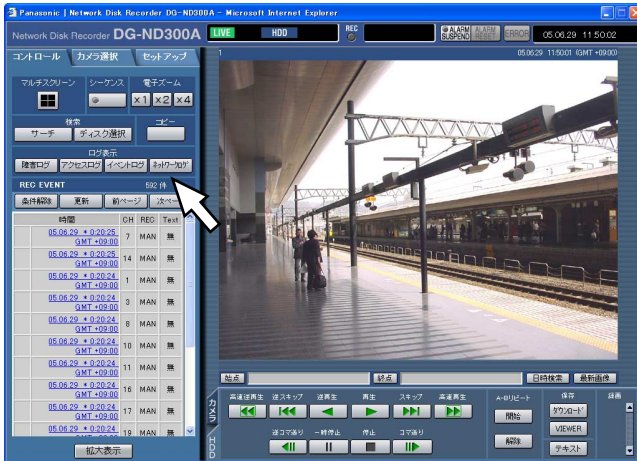 Panasonic | Network Disk Recorder DG-ND300A - Microsoft Internet Explorer
Network Disk Recorder DG-ND300A LIVE HDD REC ALARM SUSPEND ALARM RESET ERROR 05.06.29 11:50:02
コントロール カメラ選択 セットアップ
1 05.06.29 11:50:01 (GMT +09:00)
マルチスクリーン シーケンス 電子ズーム
x1 x2 x4
検索 コピー
サーチ ディスク選択
ログ表示
障害ログ アクセスログ イベントログ ネットワークログ
REC EVENT 592 件
条件解除 更新 前ページ 次ペー
時間 CH REC Text
05.06.29 * 0:20:25 GMT +09:00 7 MAN 無
05.06.29 * 0:20:25 GMT +09:00 14 MAN 無
05.06.29 * 0:20:24 GMT +09:00 1 MAN 無
05.06.29 * 0:20:24 GMT +09:00 3 MAN 無
05.06.29 * 0:20:24 GMT +09:00 8 MAN 無
05.06.29 * 0:20:24 GMT +09:00 10 MAN 無
05.06.29 * 0:20:24 GMT +09:00 11 MAN 無
05.06.29 * 0:20:24 GMT +09:00 16 MAN 無
05.06.29 * 0:20:24 GMT +09:00 17 MAN 無
05.06.29 * 0:20:24 19 MAN 無
拡大表示
始点 終点 日時検索 最新画像
カメラ
HDD
高速逆再生 逆スキップ 逆再生 再生 スキップ 高速再生
逆コマ送り 一時停止 停止 コマ送り
A-Bリピート 保存 録画
開始 ダウンロード
VIEWER
解除 テキスト